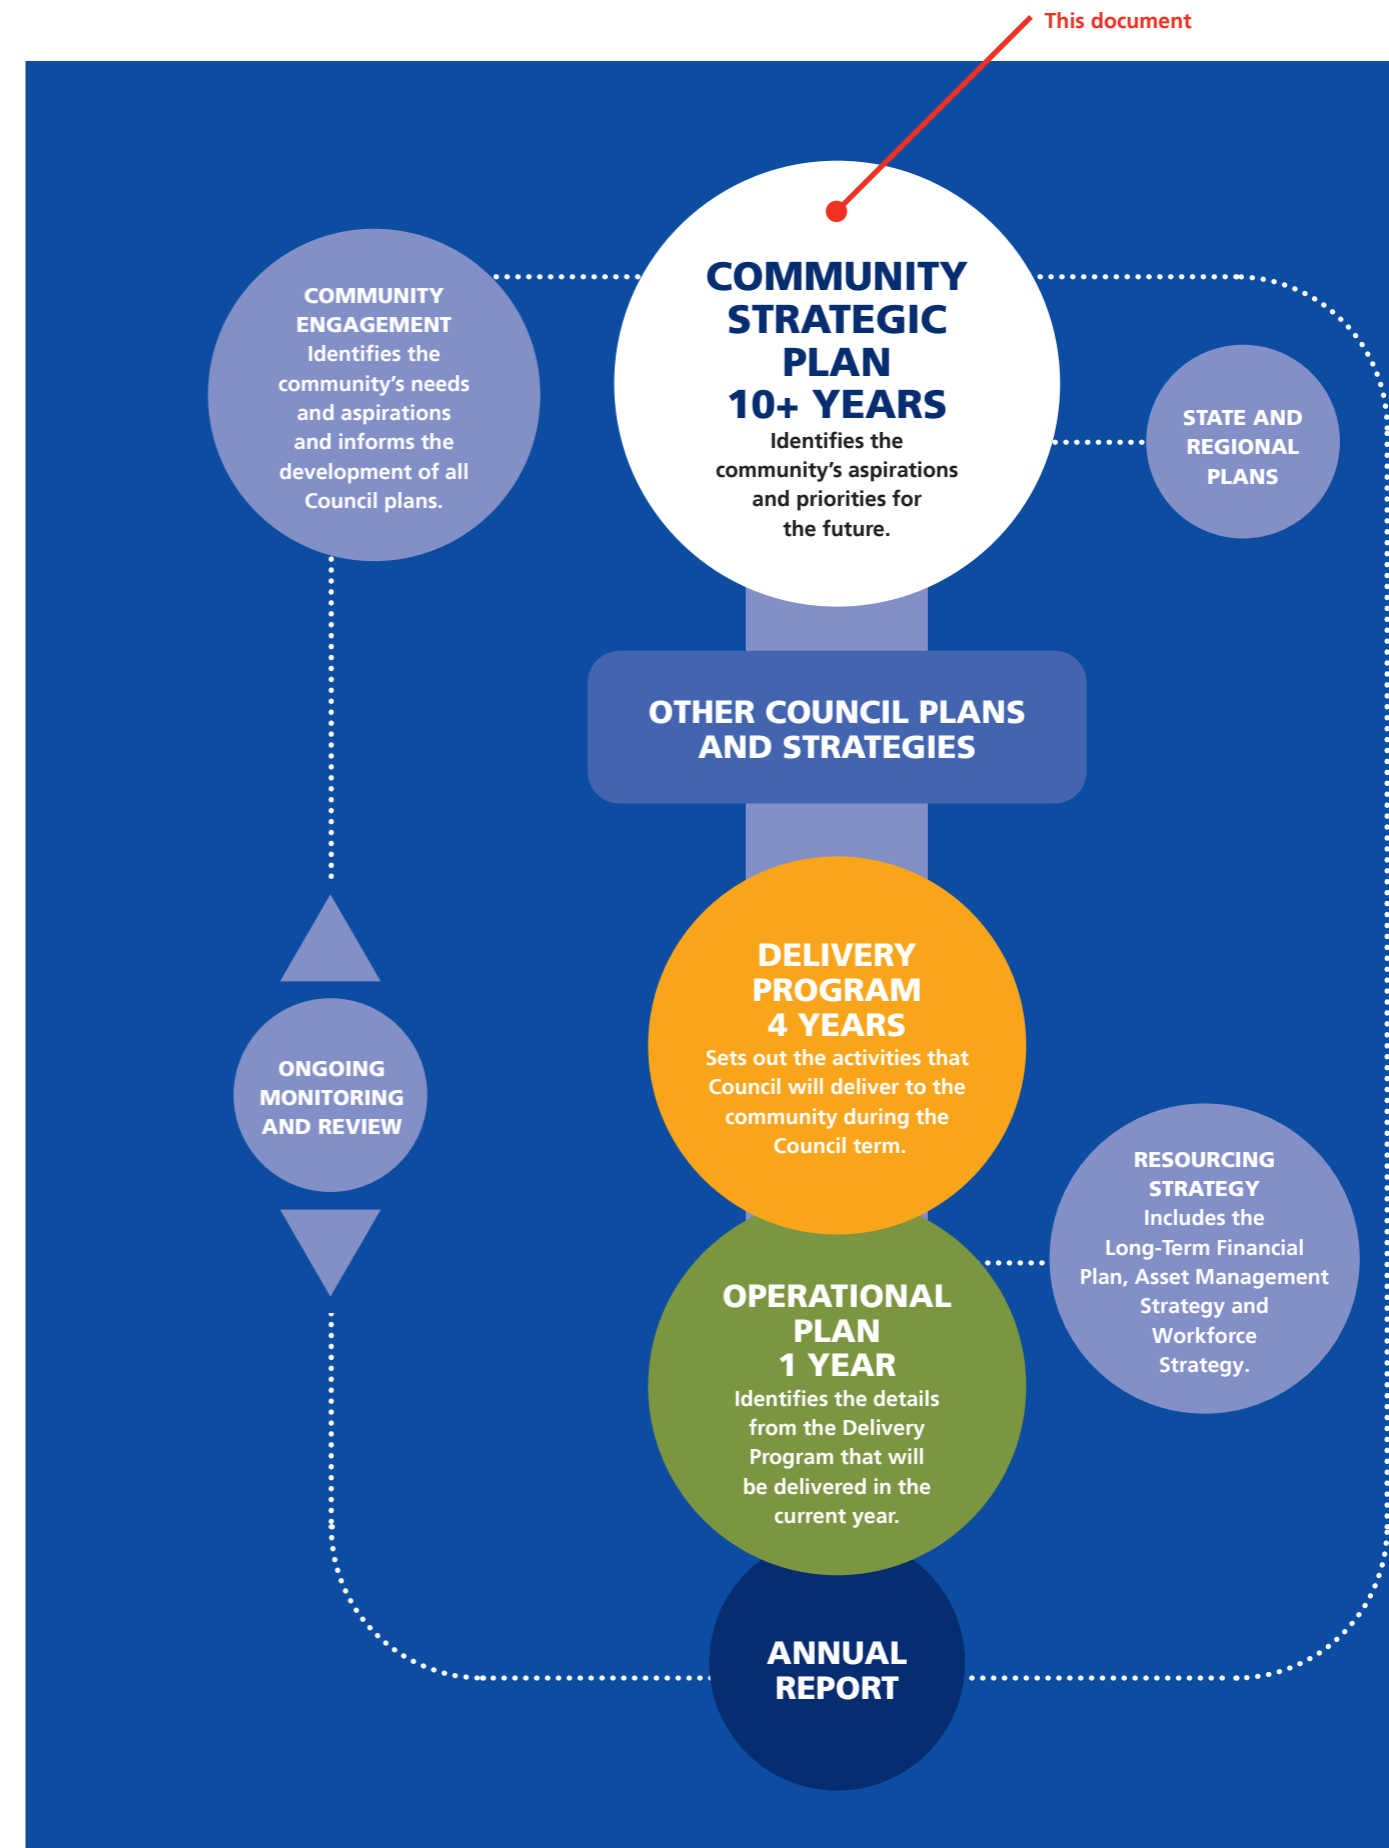 This document
COMMUNITY
STRATEGIC
PLAN
10+ YEARS
Identifies the
community’s aspirations
and priorities for
the future.
COMMUNITY
ENGAGEMENT
Identifies the
community’s needs
and aspirations
and informs the
development of all
Council plans.
STATE AND
REGIONAL
PLANS
OTHER COUNCIL PLANS
AND STRATEGIES
DELIVERY
PROGRAM
4 YEARS
Sets out the activities that
Council will deliver to the
community during the
Council term.
ONGOING
MONITORING
AND REVIEW
RESOURCING
STRATEGY
Includes the
Long-Term Financial
Plan, Asset Management
Strategy and
Workforce
Strategy.
OPERATIONAL
PLAN
1 YEAR
Identifies the details
from the Delivery
Program that will
be delivered in the
current year.
ANNUAL
REPORT